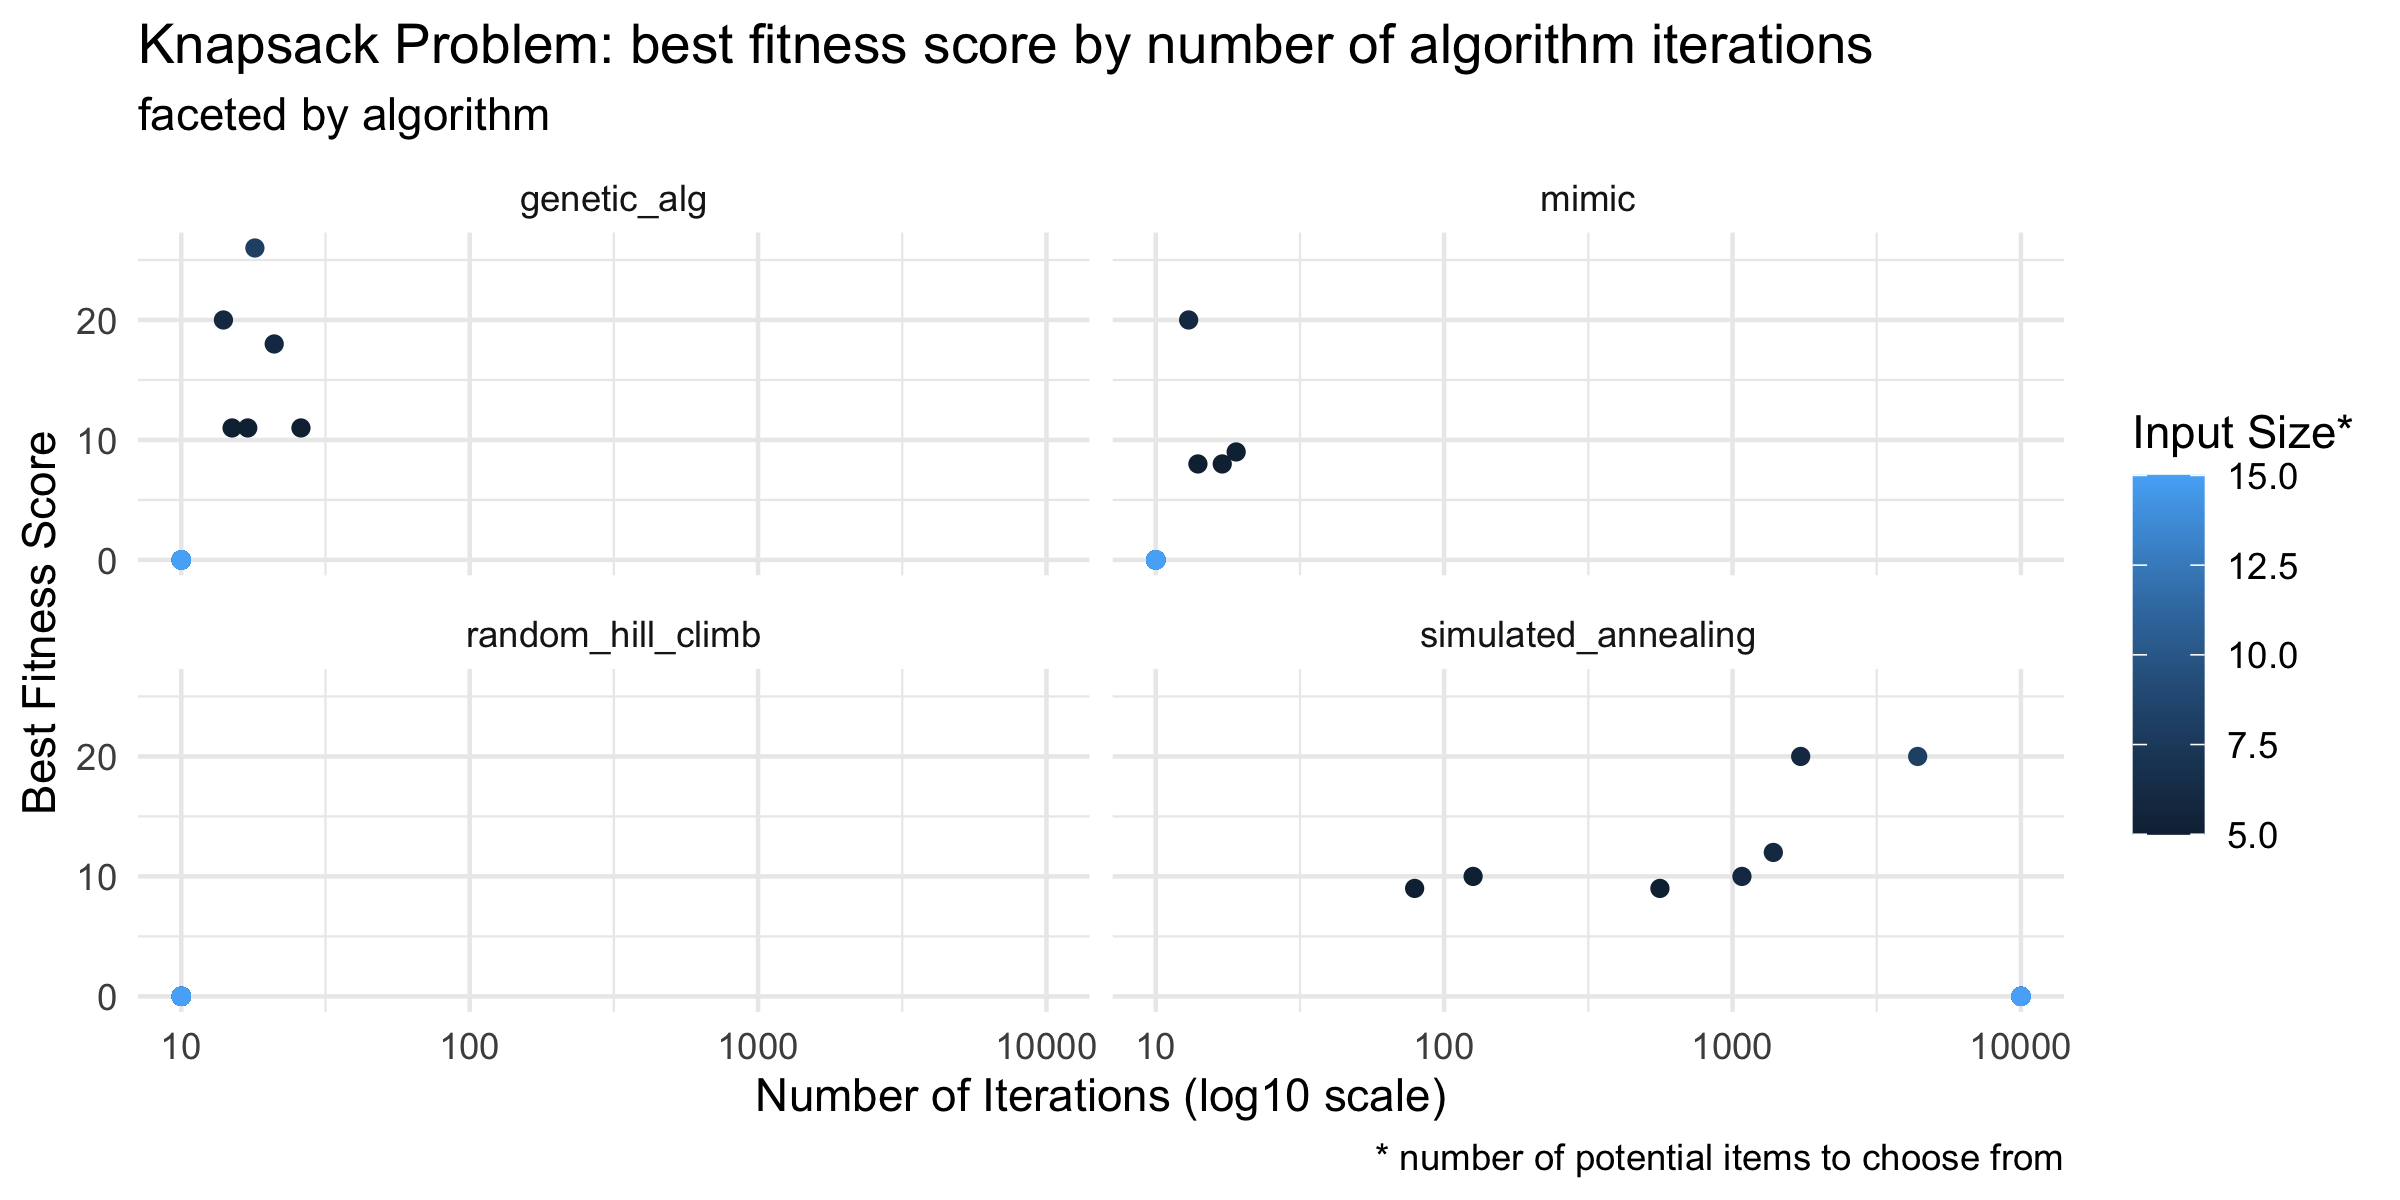 Knapsack Problem: best fitness score by number of algorithm iterations
faceted by algorithm
genetic_alg
mimic
20
10
0
random_hill_climb
simulated_annealing
20
10
0
10 100 1000 10000 10 100 1000 10000
Best Fitness Score
Number of Iterations (log10 scale)
* number of potential items to choose from
Input Size*
15.0
12.5
10.0
7.5
5.0